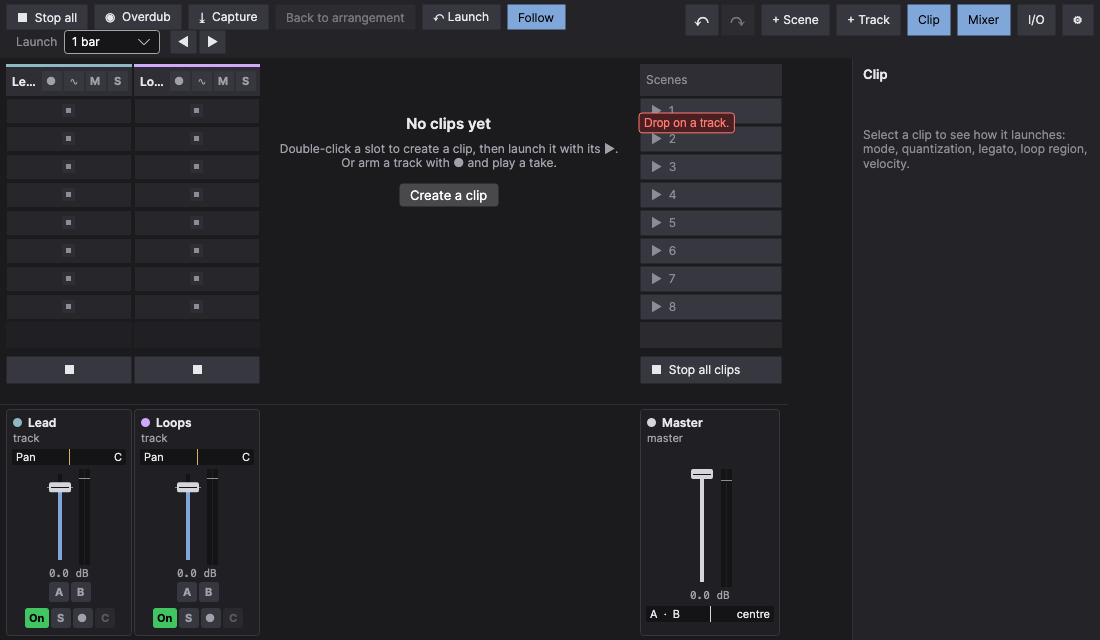 Stop all
Overdub
Capture
Back to arrangement
Launch
Follow
+ Scene
+ Track
Clip
Mixer
I/O
Launch
1 bar
Le...
M
S
Lo...
M
S
Scenes
1
2
3
4
5
6
7
8
Drop on a track.
No clips yet
Double-click a slot to create a clip, then launch it with its ▶.
Or arm a track with ● and play a take.
Create a clip
Stop all clips
Clip
Select a clip to see how it launches:
mode, quantization, legato, loop region,
velocity.
Lead
track
Pan C
0.0 dB
A B
On S C
Loops
track
Pan C
0.0 dB
A B
On S C
Master
master
0.0 dB
A · B centre